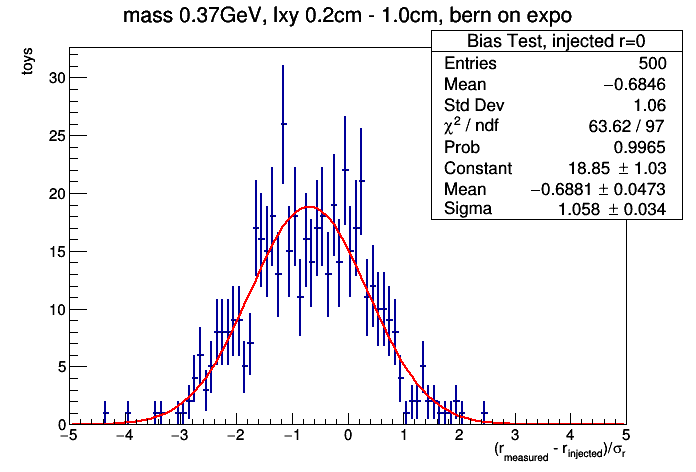 mass 0.37GeV, lxy 0.2cm - 1.0cm, bern on expo
Bias Test, injected r=0
Entries 500
Mean −0.6846
Std Dev 1.06
χ² / ndf 63.62 / 97
Prob 0.9965
Constant 18.85 ± 1.03
Mean −0.6881 ± 0.0473
Sigma 1.058 ± 0.034
toys
30
25
20
15
10
5
0
−5 −4 −3 −2 −1 0 1 2 3 4 5
(r_measured - r_injected)/σ_r